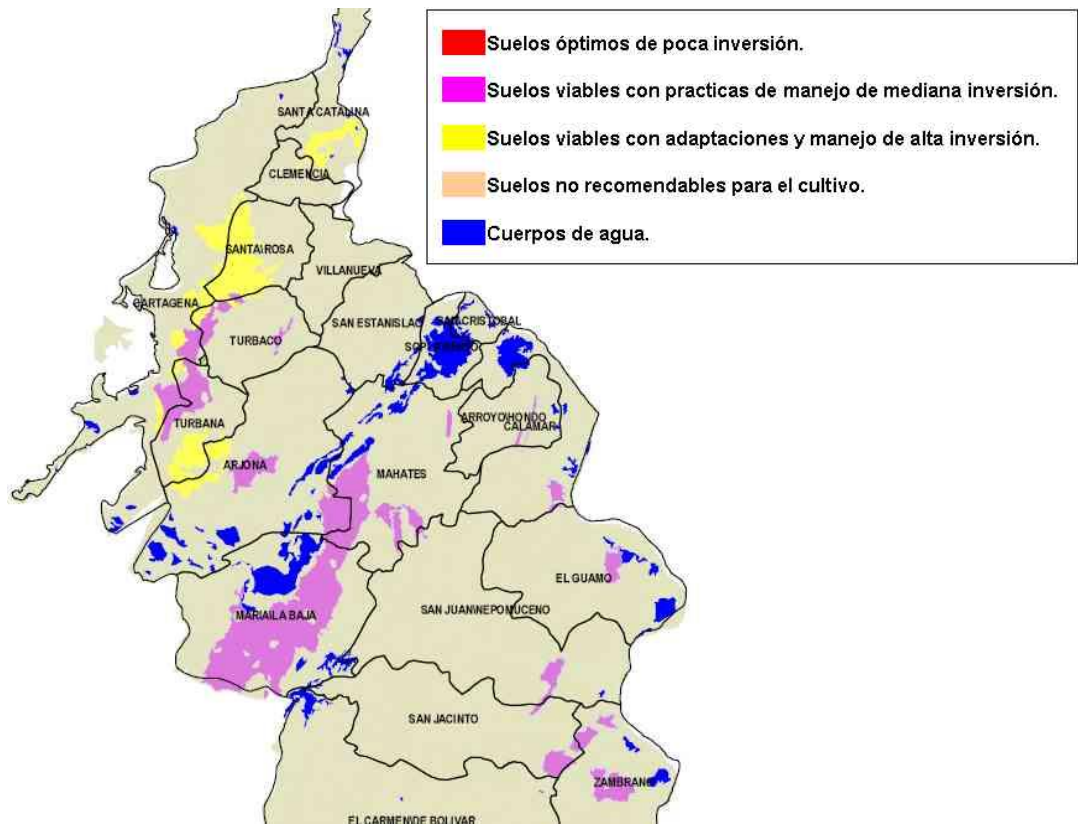 Suelos óptimos de poca inversión.
Suelos viables con practicas de manejo de mediana inversión.
Suelos viables con adaptaciones y manejo de alta inversión.
Suelos no recomendables para el cultivo.
Cuerpos de agua.
SANTA CATALINA
CLEMENCIA
SANTA\ROSA
VILLANUEVA
CARTAGENA
SAN ESTANISLAO
CRISTOBAL
TURBACO
ARROYO\HONDO
CALAMAR
TURBANA
ARJONA
MAHATES
EL GUAMO
MARIA\LA BAJA
SAN JUAN\NEPOMUCENO
SAN JACINTO
ZAMBRANO
EL CARMEN\DE BOLIVAR